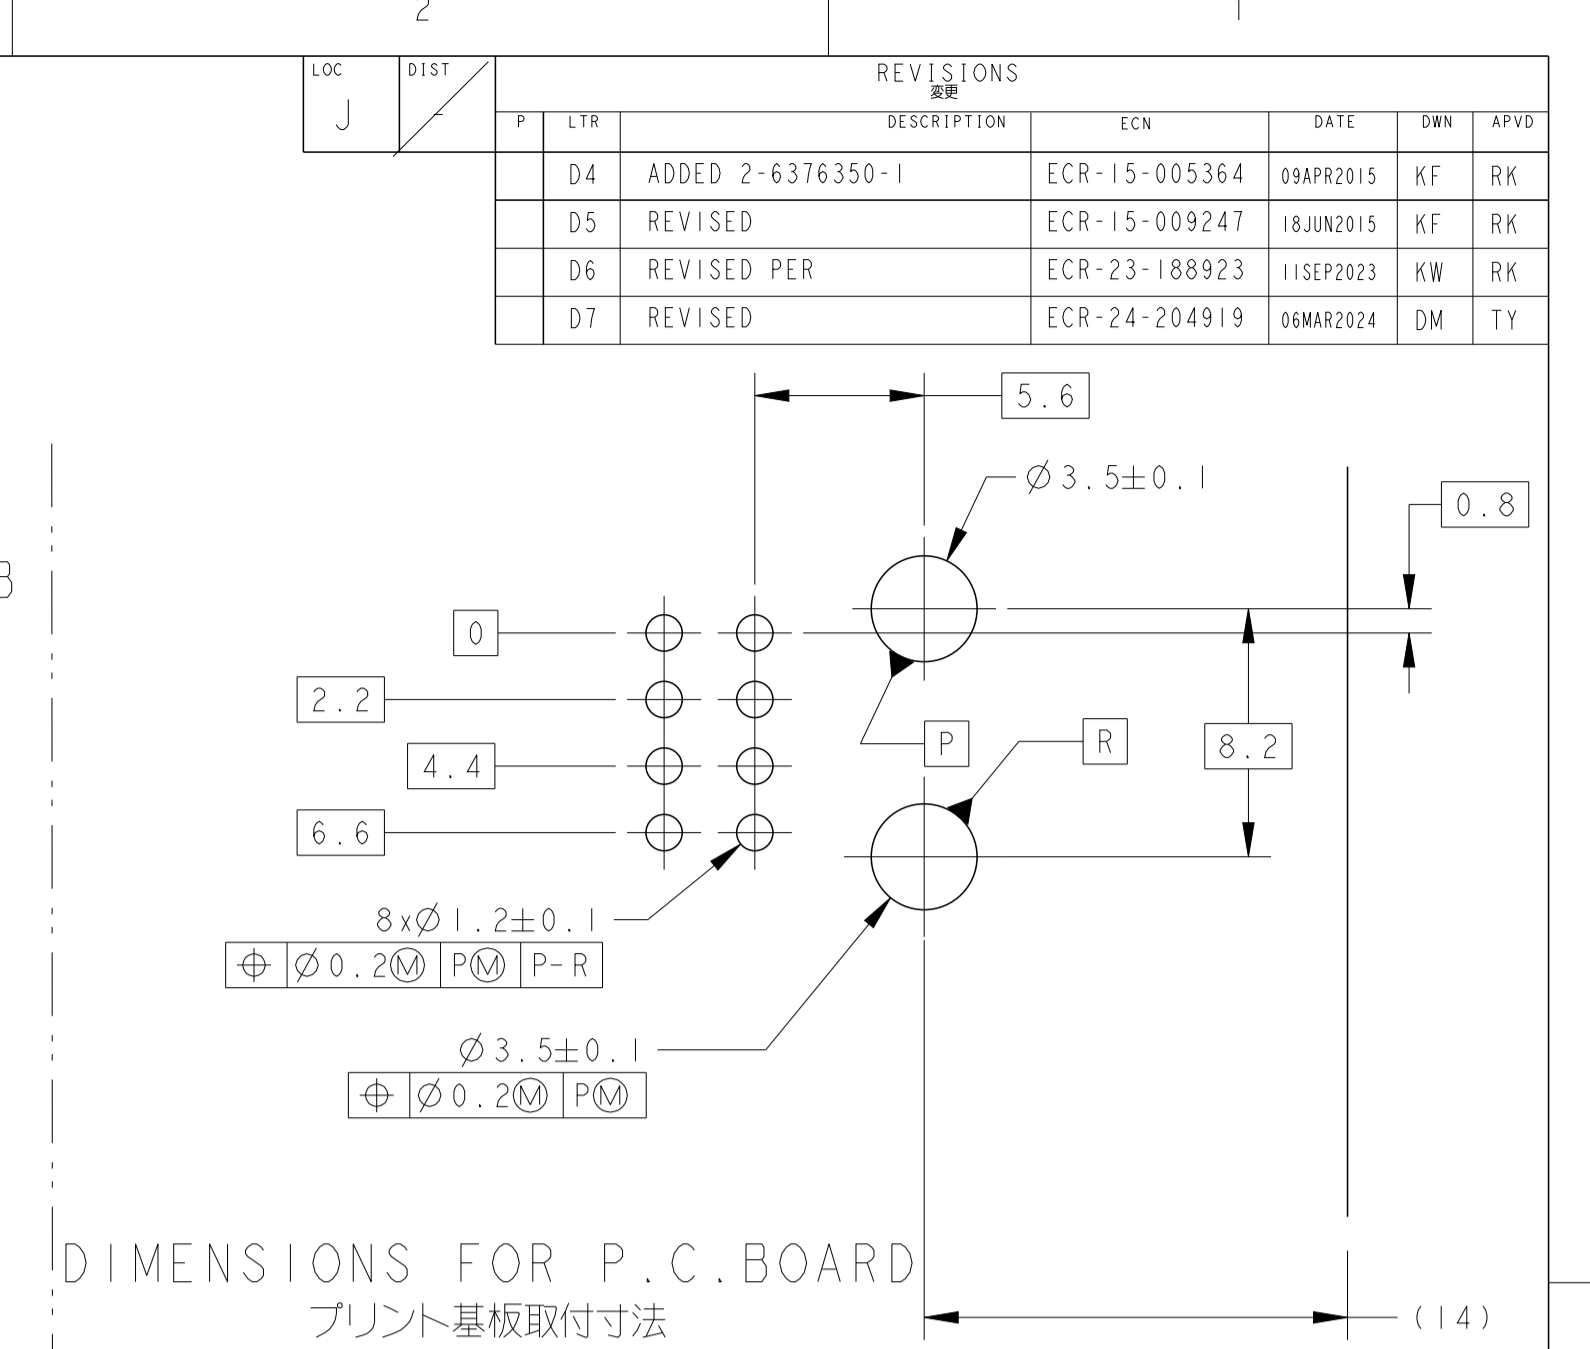 2 1
LOC DIST REVISIONS
変更
J -
P LTR DESCRIPTION ECN DATE DWN APVD
D4 ADDED 2-6376350-1 ECR-15-005364 09APR2015 KF RK
D5 REVISED ECR-15-009247 18JUN2015 KF RK
D6 REVISED PER ECR-23-188923 11SEP2023 KW RK
D7 REVISED ECR-24-204919 06MAR2024 DM TY
5.6
Ø3.5±0.1
0.8
B
0
2.2
P R 8.2
4.4
6.6
8xØ1.2±0.1
⌖ Ø0.2Ⓜ PⓂ P-R
Ø3.5±0.1
⌖ Ø0.2Ⓜ PⓂ
DIMENSIONS FOR P.C.BOARD
プリント基板取付寸法
(14)